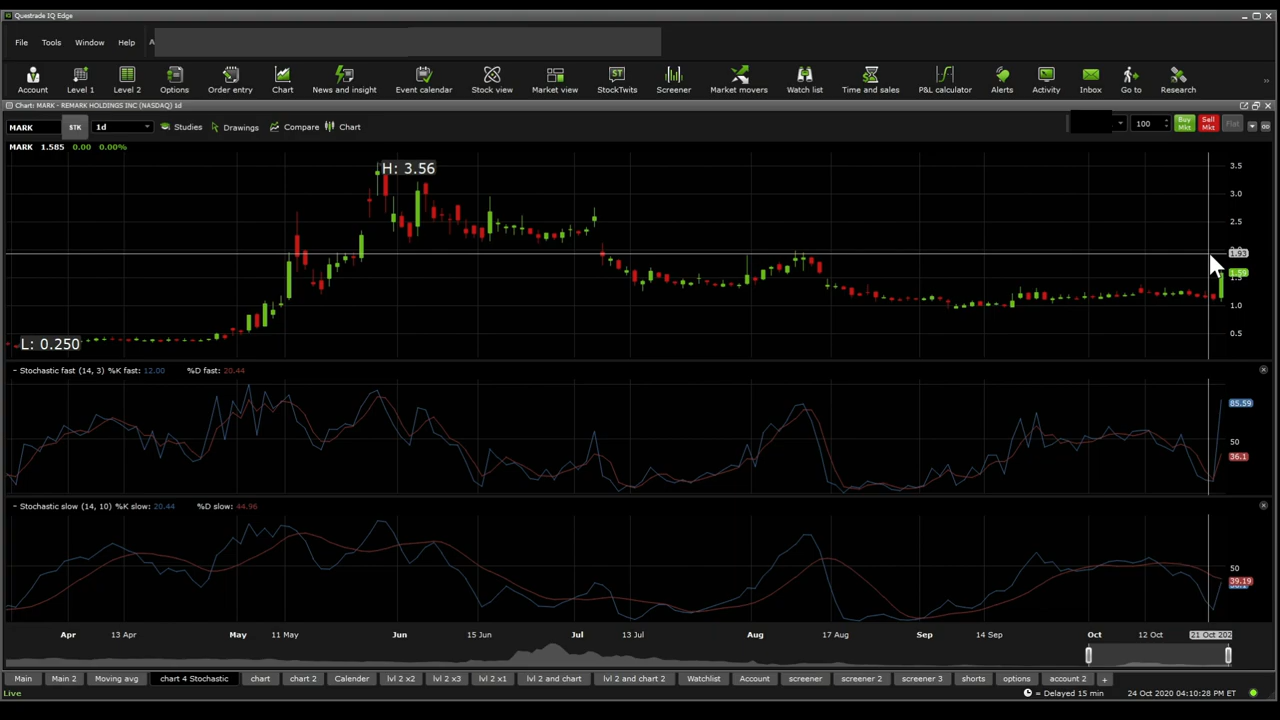 Questrade IQ Edge
File Tools Window Help A
Account Level 1 Level 2 Options Order entry Chart News and insight Event calendar Stock view Market view StockTwits Screener Market movers Watch list Time and sales P&L calculator Alerts Activity Inbox Go to Research
Chart: MARK - REMARK HOLDINGS INC (NASDAQ) 1d
MARK STK 1d Studies Drawings Compare Chart 100 Buy Mkt Sell Mkt Flat
MARK 1.585 0.00 0.00%
H: 3.56
3.5
3.0
2.5
1.93
1.59
1.0
0.5
L: 0.250
Stochastic fast (14, 3) %K fast: 12.00 %D fast: 20.44
85.59
50
36.1
Stochastic slow (14, 10) %K slow: 20.44 %D slow: 44.96
50
39.19
Apr 13 Apr May 11 May Jun 15 Jun Jul 13 Jul Aug 17 Aug Sep 14 Sep Oct 12 Oct 21 Oct 202
Main Main 2 Moving avg chart 4 Stochastic chart chart 2 Calender lvl 2 x2 lvl 2 x3 lvl 2 x1 lvl 2 and chart lvl 2 and chart 2 Watchlist Account screener screener 2 screener 3 shorts options account 2 +
Live = Delayed 15 min 24 Oct 2020 04:10:28 PM ET